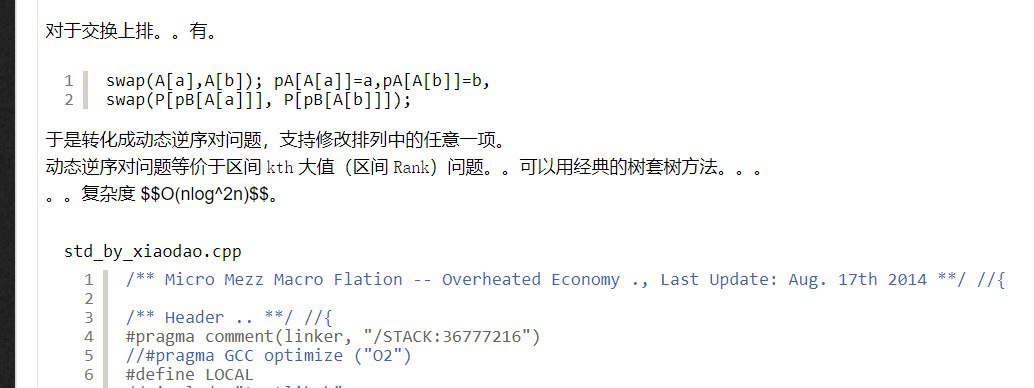 对于交换上排。。有。
1 swap(A[a],A[b]); pA[A[a]]=a,pA[A[b]]=b,
2 swap(P[pB[A[a]]], P[pB[A[b]]]);
于是转化成动态逆序对问题，支持修改排列中的任意一项。
动态逆序对问题等价于区间 kth 大值（区间 Rank）问题。。可以用经典的树套树方法。。。
。。复杂度 $$O(nlog^2n)$$。
std_by_xiaodao.cpp
1 /** Micro Mezz Macro Flation -- Overheated Economy ., Last Update: Aug. 17th 2014 **/ //{
2
3 /** Header .. **/ //{
4 #pragma comment(linker, "/STACK:36777216")
5 //#pragma GCC optimize ("O2")
6 #define LOCAL